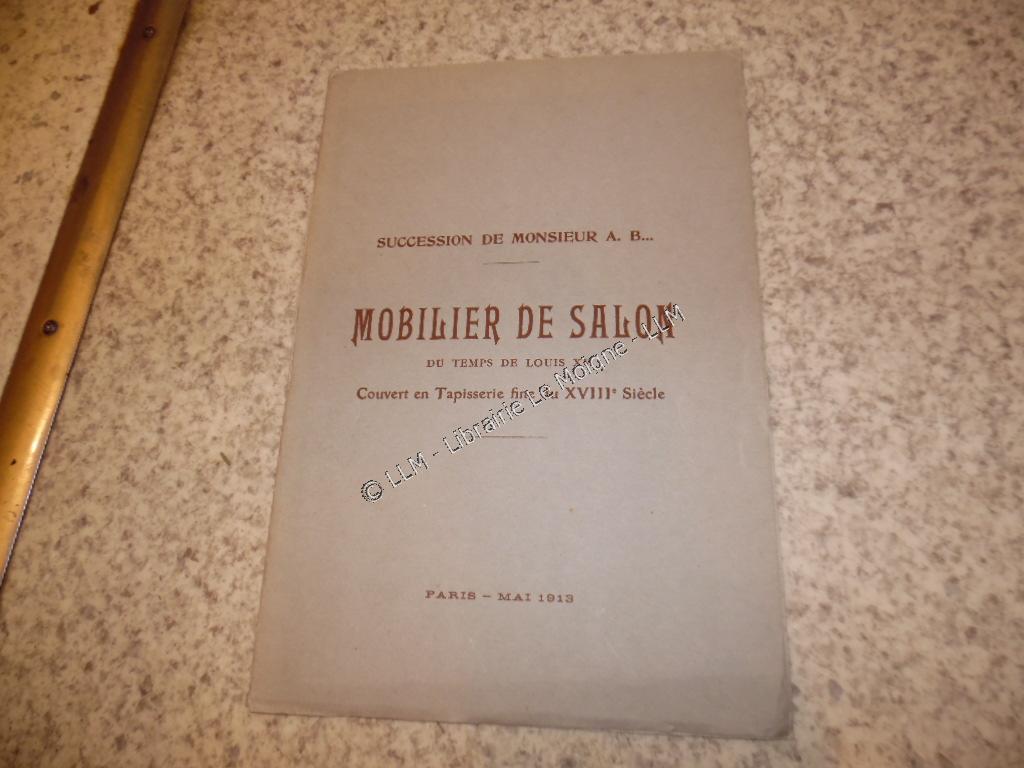 SUCCESSION DE MONSIEUR A. B...
MOBILIER DE SALON
DU TEMPS DE LOUIS
Couvert en Tapisserie fine du XVIIIe Siècle
PARIS – MAI 1913
© LLM - Librairie Le Moigne - LLM